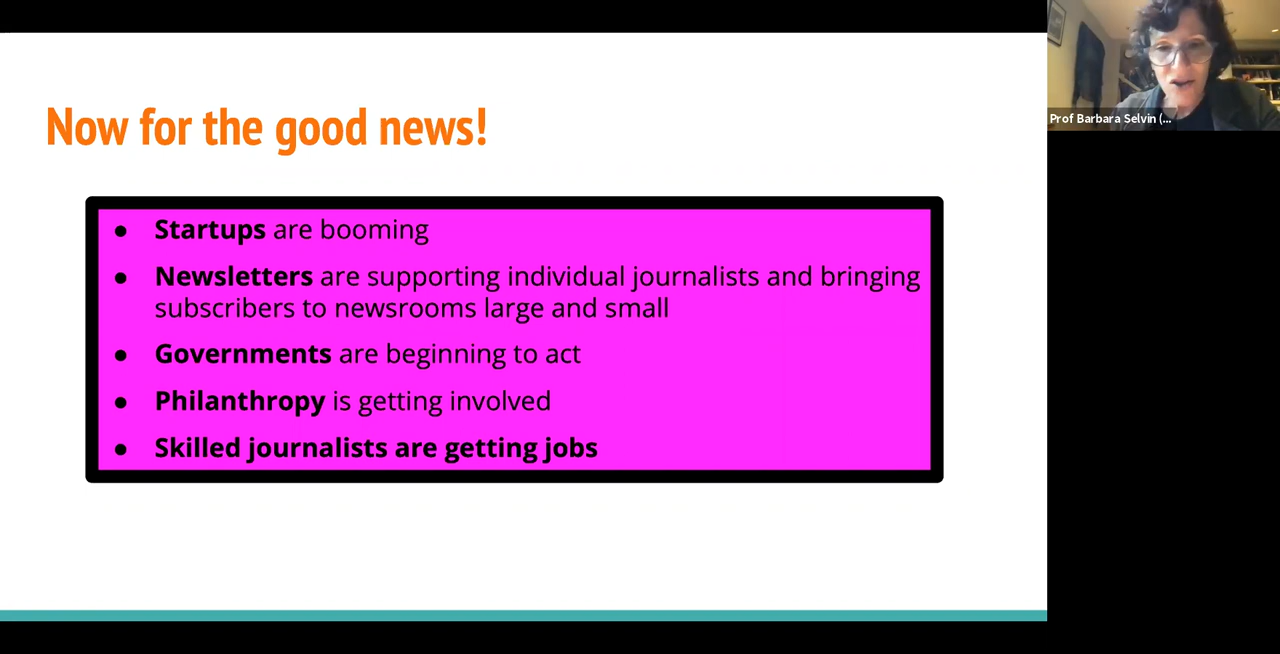 Now for the good news!
● Startups are booming
● Newsletters are supporting individual journalists and bringing
subscribers to newsrooms large and small
● Governments are beginning to act
● Philanthropy is getting involved
● Skilled journalists are getting jobs
Prof Barbara Selvin (...